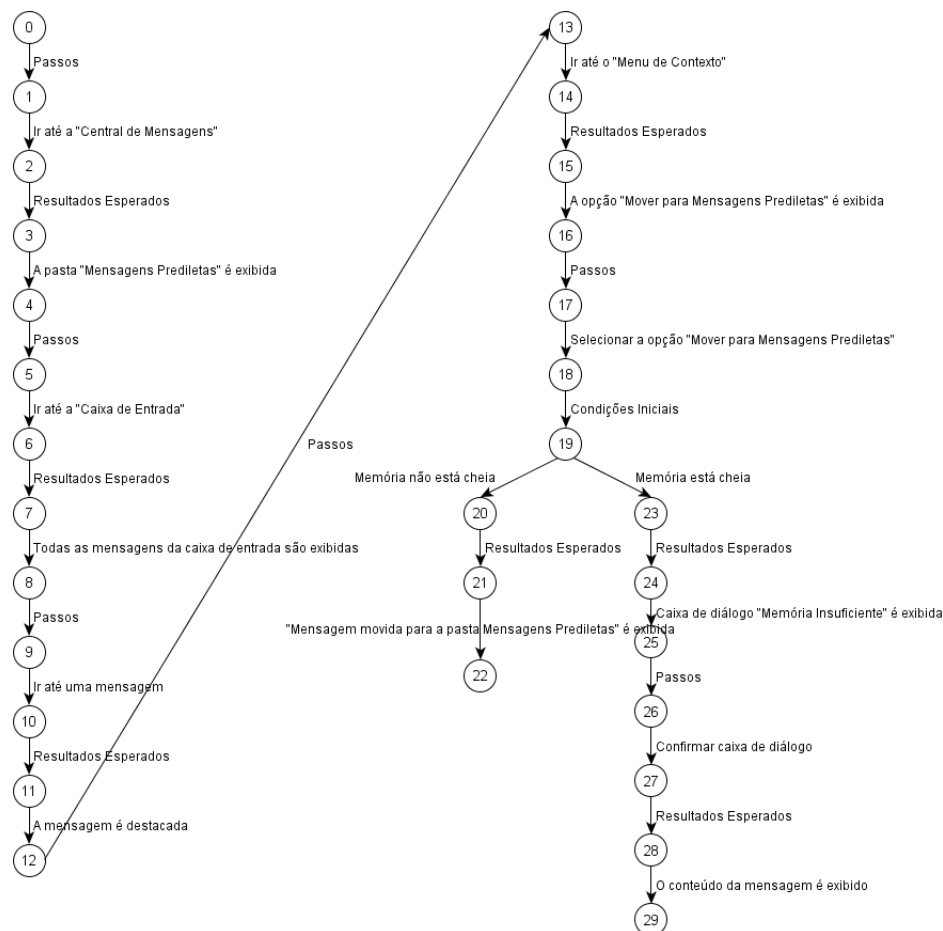 0
Passos
1
Ir até a "Central de Mensagens"
2
Resultados Esperados
3
A pasta "Mensagens Prediletas" é exibida
4
Passos
5
Ir até a "Caixa de Entrada"
6
Resultados Esperados
7
Todas as mensagens da caixa de entrada são exibidas
8
Passos
9
Ir até uma mensagem
10
Resultados Esperados
11
A mensagem é destacada
12
Passos
13
Ir até o "Menu de Contexto"
14
Resultados Esperados
15
A opção "Mover para Mensagens Prediletas" é exibida
16
Passos
17
Selecionar a opção "Mover para Mensagens Prediletas"
18
Condições Iniciais
19
Memória não está cheia
20
Resultados Esperados
21
"Mensagem movida para a pasta Mensagens Prediletas" é exibida
22
Memória está cheia
23
Resultados Esperados
24
Caixa de diálogo "Memória Insuficiente" é exibida
25
Passos
26
Confirmar caixa de diálogo
27
Resultados Esperados
28
O conteúdo da mensagem é exibido
29